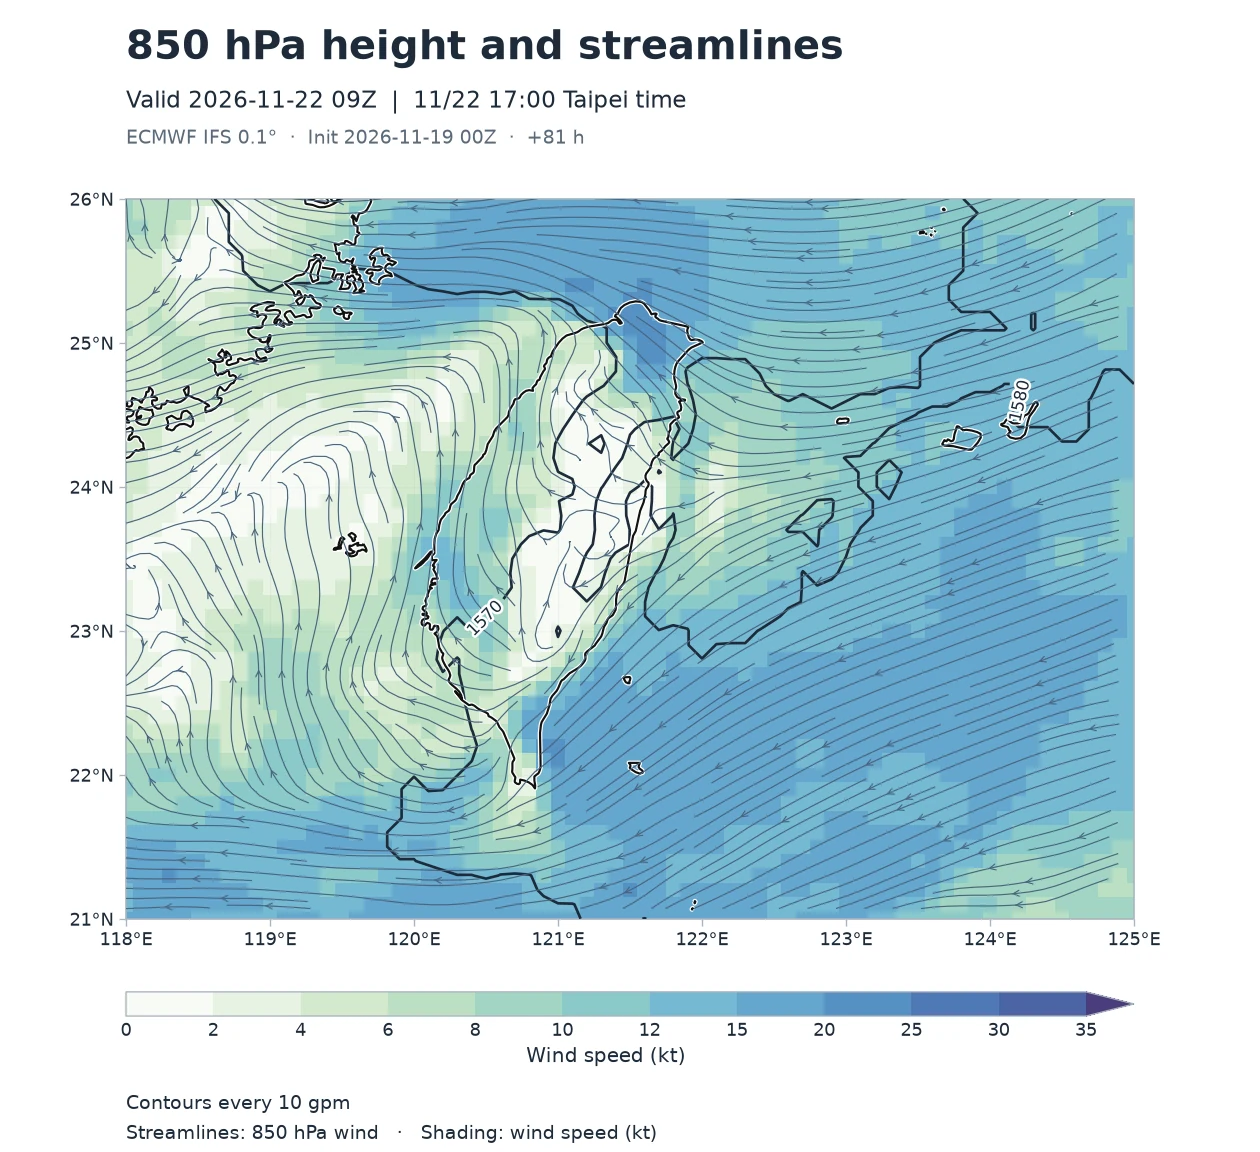 850 hPa height and streamlines
Valid 2026-11-22 09Z | 11/22 17:00 Taipei time
ECMWF IFS 0.1° · Init 2026-11-19 00Z · +81 h
26°N
25°N
24°N
23°N
22°N
21°N
1580
1570
118°E 119°E 120°E 121°E 122°E 123°E 124°E 125°E
0 2 4 6 8 10 12 15 20 25 30 35
Wind speed (kt)
Contours every 10 gpm
Streamlines: 850 hPa wind · Shading: wind speed (kt)